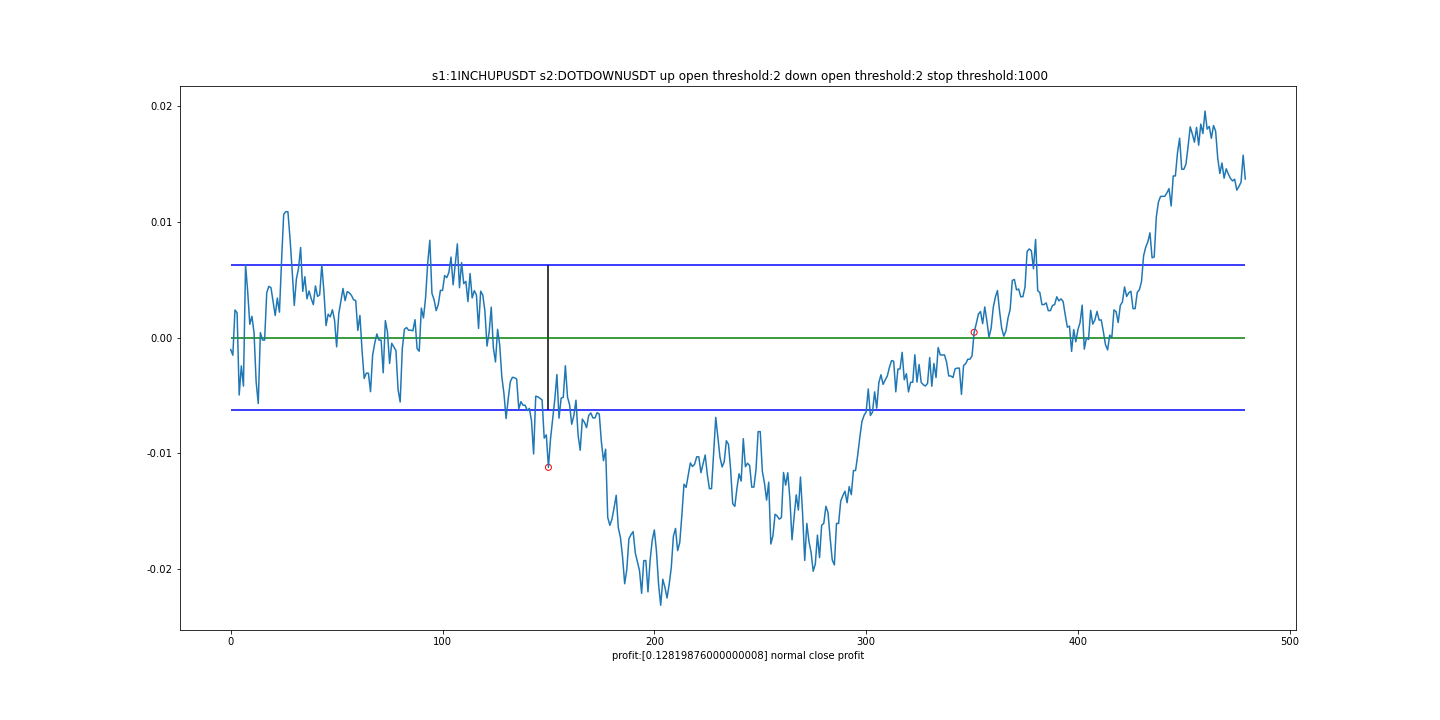 s1:1INCHUPUSDT s2:DOTDOWNUSDT up open threshold:2 down open threshold:2 stop threshold:1000
0.02
0.01
0.00
-0.01
-0.02
0 100 200 300 400 500
profit:[0.12819876000000008] normal close profit